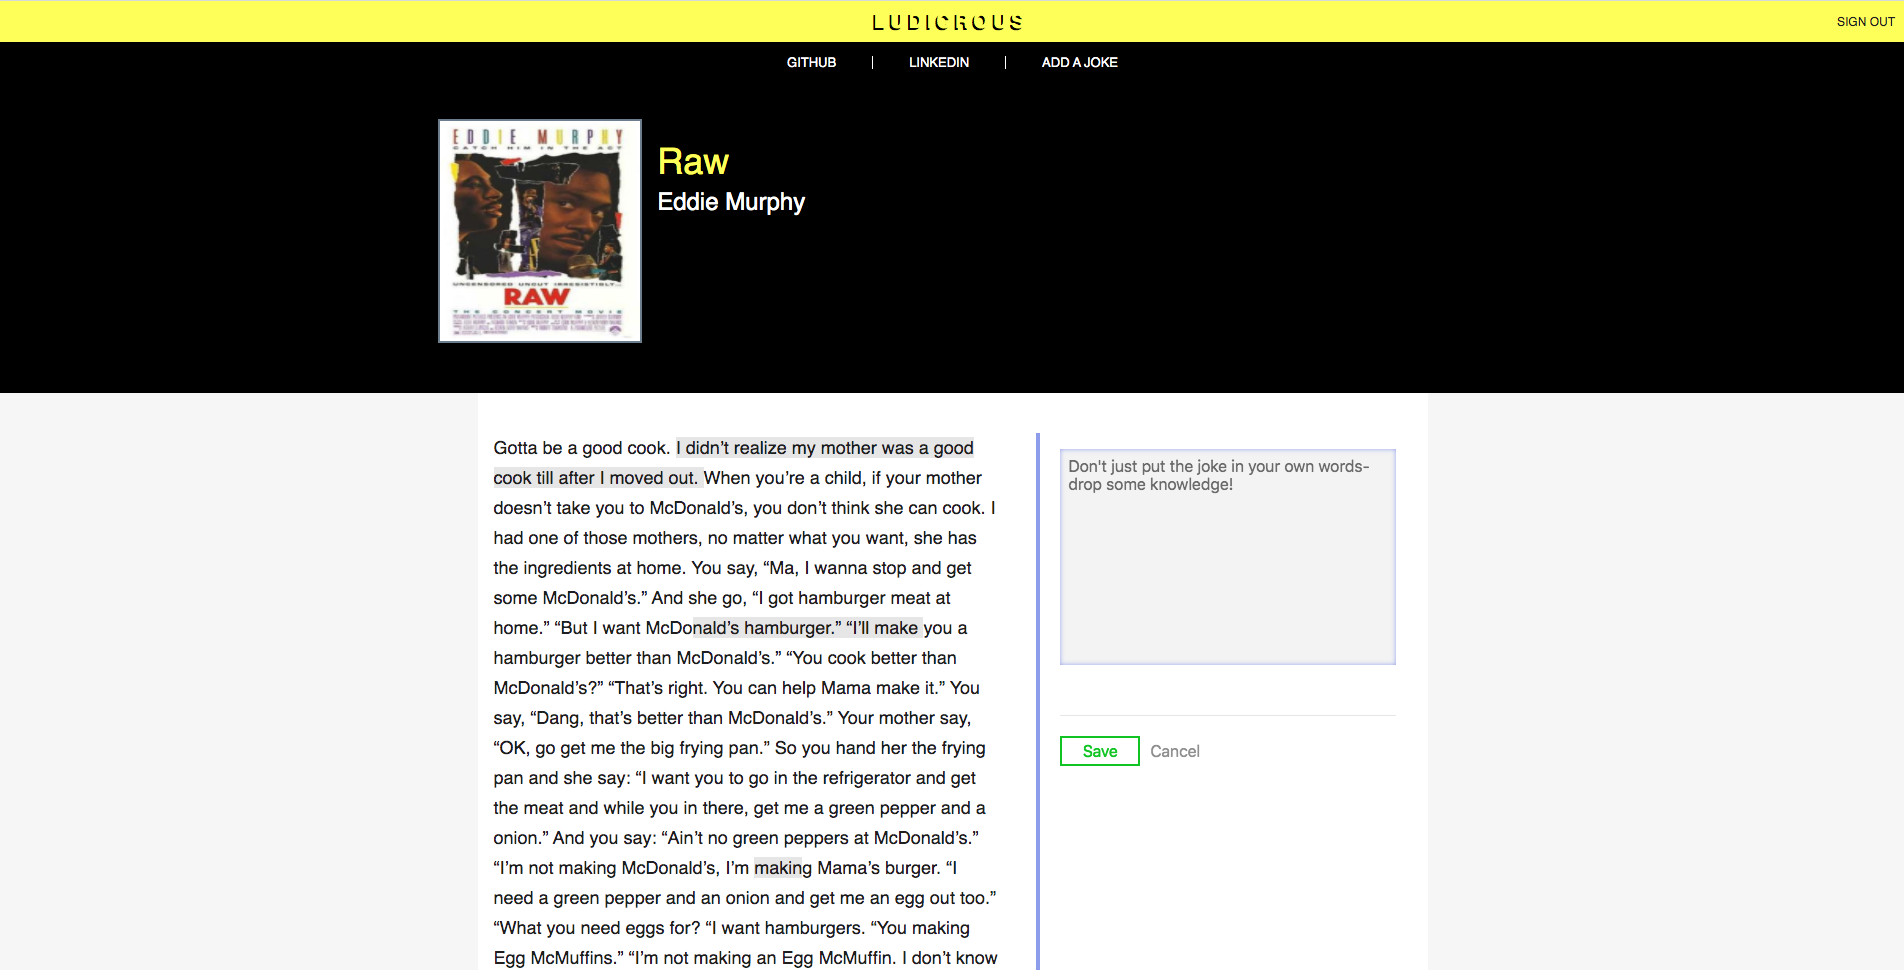 LUDICROUS
SIGN OUT
GITHUB | LINKEDIN | ADD A JOKE
EDDIE MURPHY
CATCH HIM IN THE ACT
UNCENSORED UNCUT IRRESISTIBLY...
RAW
THE CONCERT MOVIE
Raw
Eddie Murphy
Gotta be a good cook. I didn’t realize my mother was a good
cook till after I moved out. When you’re a child, if your mother
doesn’t take you to McDonald’s, you don’t think she can cook. I
had one of those mothers, no matter what you want, she has
the ingredients at home. You say, “Ma, I wanna stop and get
some McDonald’s.” And she go, “I got hamburger meat at
home.” “But I want McDonald’s hamburger.” “I’ll make you a
hamburger better than McDonald’s.” “You cook better than
McDonald’s?” “That’s right. You can help Mama make it.” You
say, “Dang, that’s better than McDonald’s.” Your mother say,
“OK, go get me the big frying pan.” So you hand her the frying
pan and she say: “I want you to go in the refrigerator and get
the meat and while you in there, get me a green pepper and a
onion.” And you say: “Ain’t no green peppers at McDonald’s.”
“I’m not making McDonald’s, I’m making Mama’s burger. “I
need a green pepper and an onion and get me an egg out too.”
“What you need eggs for? “I want hamburgers. “You making
Egg McMuffins.” “I’m not making an Egg McMuffin. I don’t know
Don't just put the joke in your own words-
drop some knowledge!
Save
Cancel